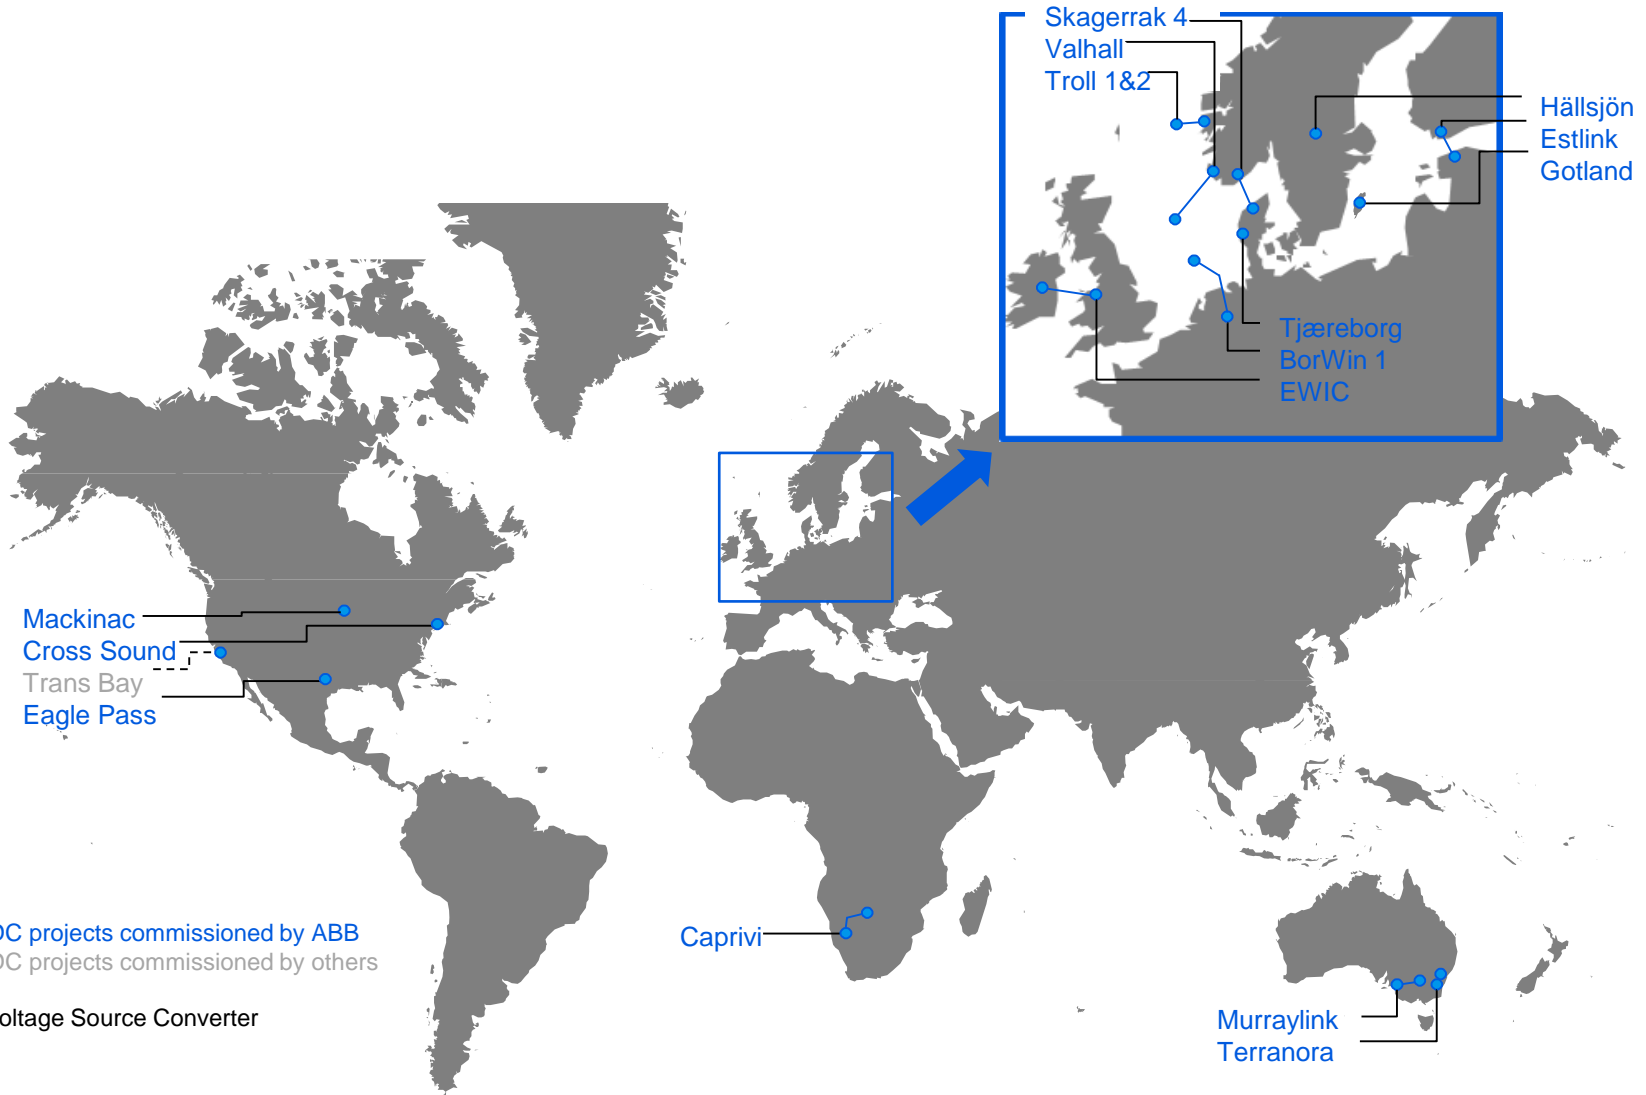 Skagerrak 4
Valhall
Troll 1&2
Hällsjön
Estlink
Gotland
Tjæreborg
BorWin 1
EWIC
Mackinac
Cross Sound
Trans Bay
Eagle Pass
Caprivi
Murraylink
Terranora
DC projects commissioned by ABB
DC projects commissioned by others
oltage Source Converter